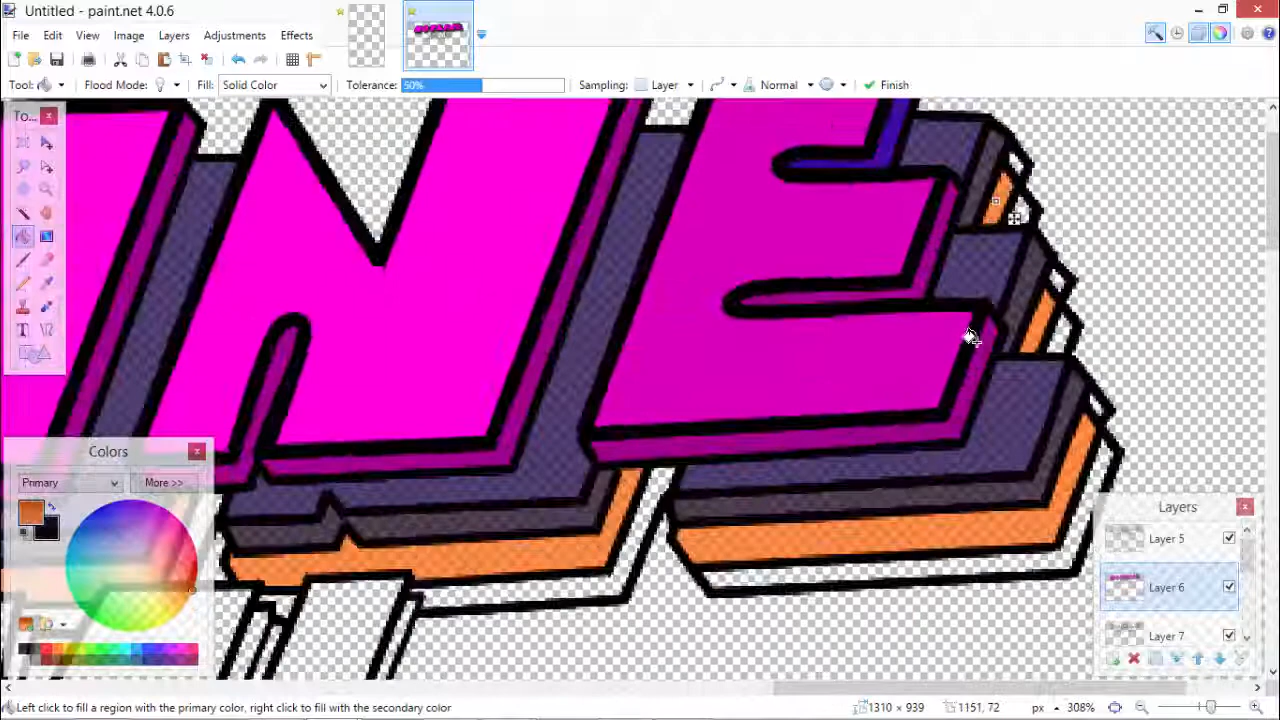 Untitled - paint.net 4.0.6
File Edit View Image Layers Adjustments Effects
Tool: Flood Mode: Fill: Solid Color Tolerance: 50% Sampling: Layer Normal Finish
To...
NE
Colors
Primary More >>
Layers
Layer 5
Layer 6
Layer 7
Left click to fill a region with the primary color, right click to fill with the secondary color 1310 × 939 1151, 72 px 308%